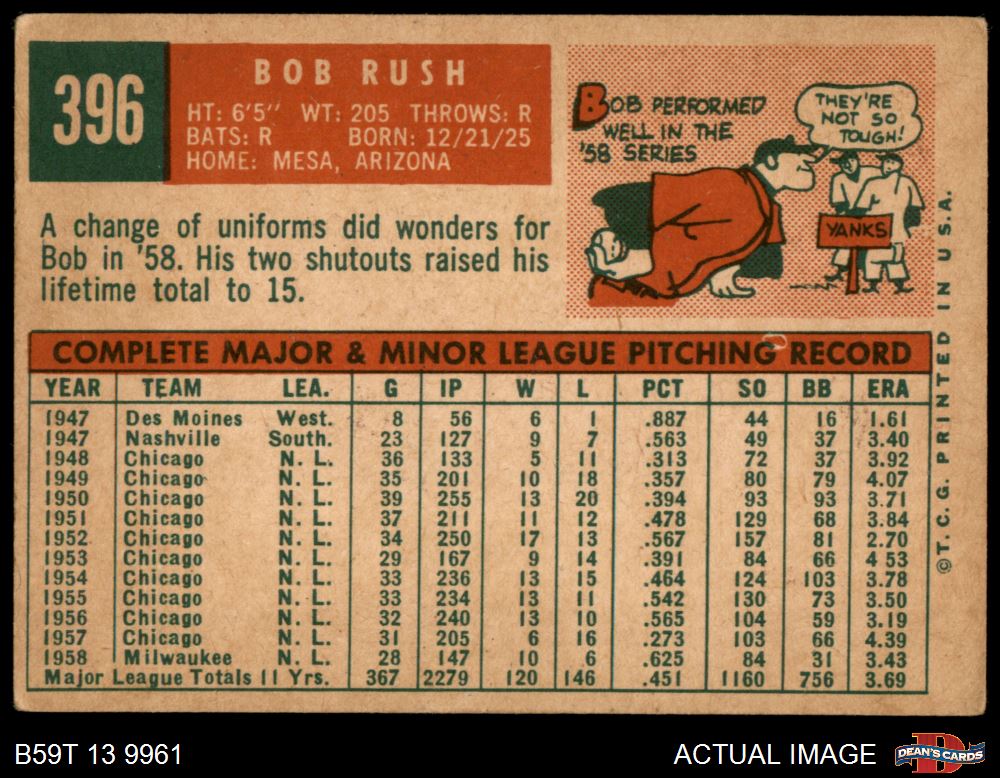 396
BOB RUSH
HT: 6'5" WT: 205 THROWS: R
BATS: R BORN: 12/21/25
HOME: MESA, ARIZONA
BOB PERFORMED
WELL IN THE
'58 SERIES
THEY'RE
NOT SO
TOUGH!
YANKS
A change of uniforms did wonders for
Bob in '58. His two shutouts raised his
lifetime total to 15.
COMPLETE MAJOR & MINOR LEAGUE PITCHING RECORD
YEAR TEAM LEA. G IP W L PCT SO BB ERA
1947 Des Moines West. 8 56 6 1 .887 44 16 1.61
1947 Nashville South. 23 127 9 7 .563 49 37 3.40
1948 Chicago N. L. 36 133 5 11 .313 72 37 3.92
1949 Chicago N. L. 35 201 10 18 .357 80 79 4.07
1950 Chicago N. L. 39 255 13 20 .394 93 93 3.71
1951 Chicago N. L. 37 211 11 12 .478 129 68 3.84
1952 Chicago N. L. 34 250 17 13 .567 157 81 2.70
1953 Chicago N. L. 29 167 9 14 .391 84 66 4 53
1954 Chicago N. L. 33 236 13 15 .464 124 103 3.78
1955 Chicago N. L. 33 234 13 11 .542 130 73 3.50
1956 Chicago N. L. 32 240 13 10 .565 104 59 3.19
1957 Chicago N. L. 31 205 6 16 .273 103 66 4.39
1958 Milwaukee N. L. 28 147 10 6 .625 84 31 3.43
Major League Totals 11 Yrs. 367 2279 120 146 .451 1160 756 3.69
©T. C. G. PRINTED IN U.S.A.
B59T 13 9961
ACTUAL IMAGE
DEAN'S CARDS